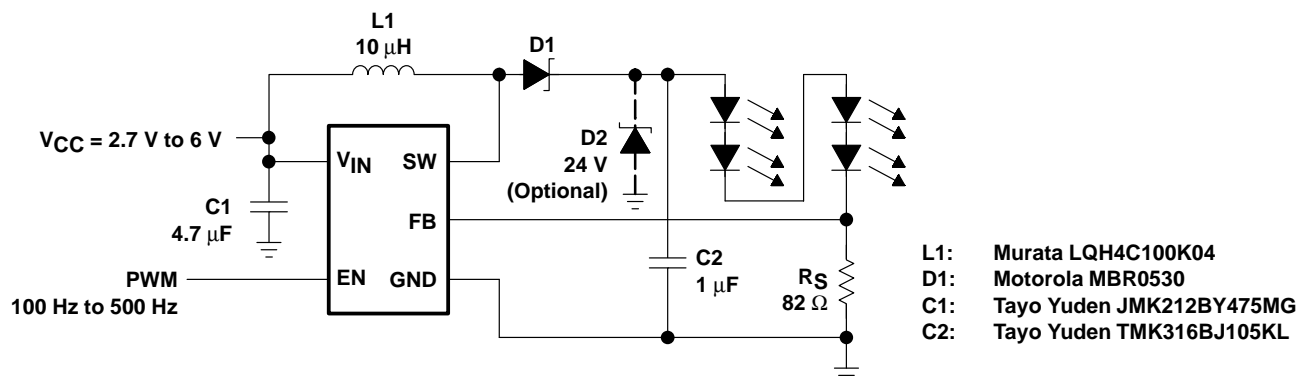 L1
10 μH
D1
VCC = 2.7 V to 6 V
VIN
SW
D2
24 V
(Optional)
C1
4.7 μF
FB
C2
1 μF
RS
82 Ω
PWM
100 Hz to 500 Hz
EN
GND
L1: Murata LQH4C100K04
D1: Motorola MBR0530
C1: Tayo Yuden JMK212BY475MG
C2: Tayo Yuden TMK316BJ105KL